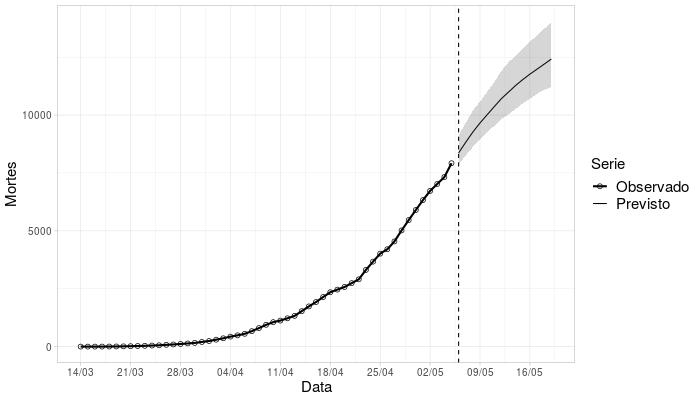 10000
5000
0
Mortes
14/03 21/03 28/03 04/04 11/04 18/04 25/04 02/05 09/05 16/05
Data
Serie
Observado
Previsto